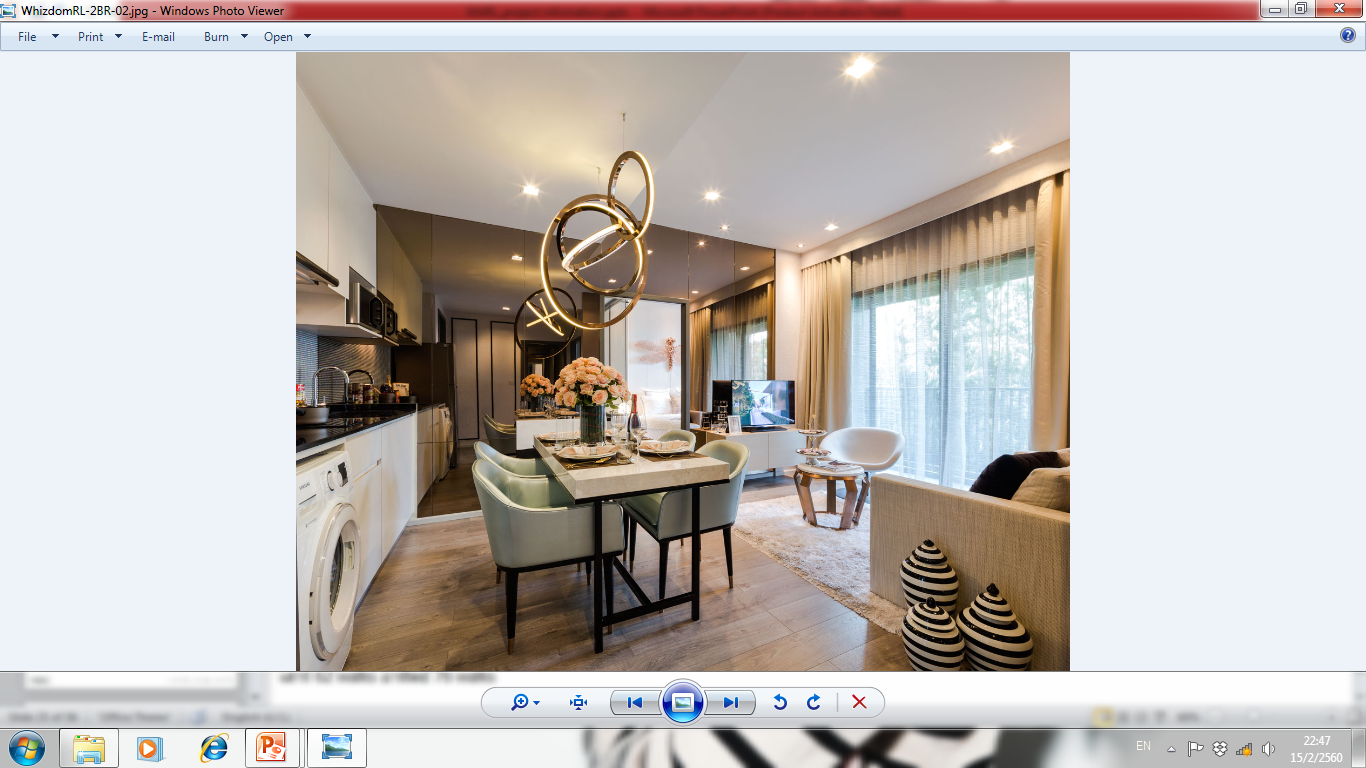 WhizdomRL-2BR-02.jpg - Windows Photo Viewer
File Print E-mail Burn Open
EN
22:47
15/2/2560